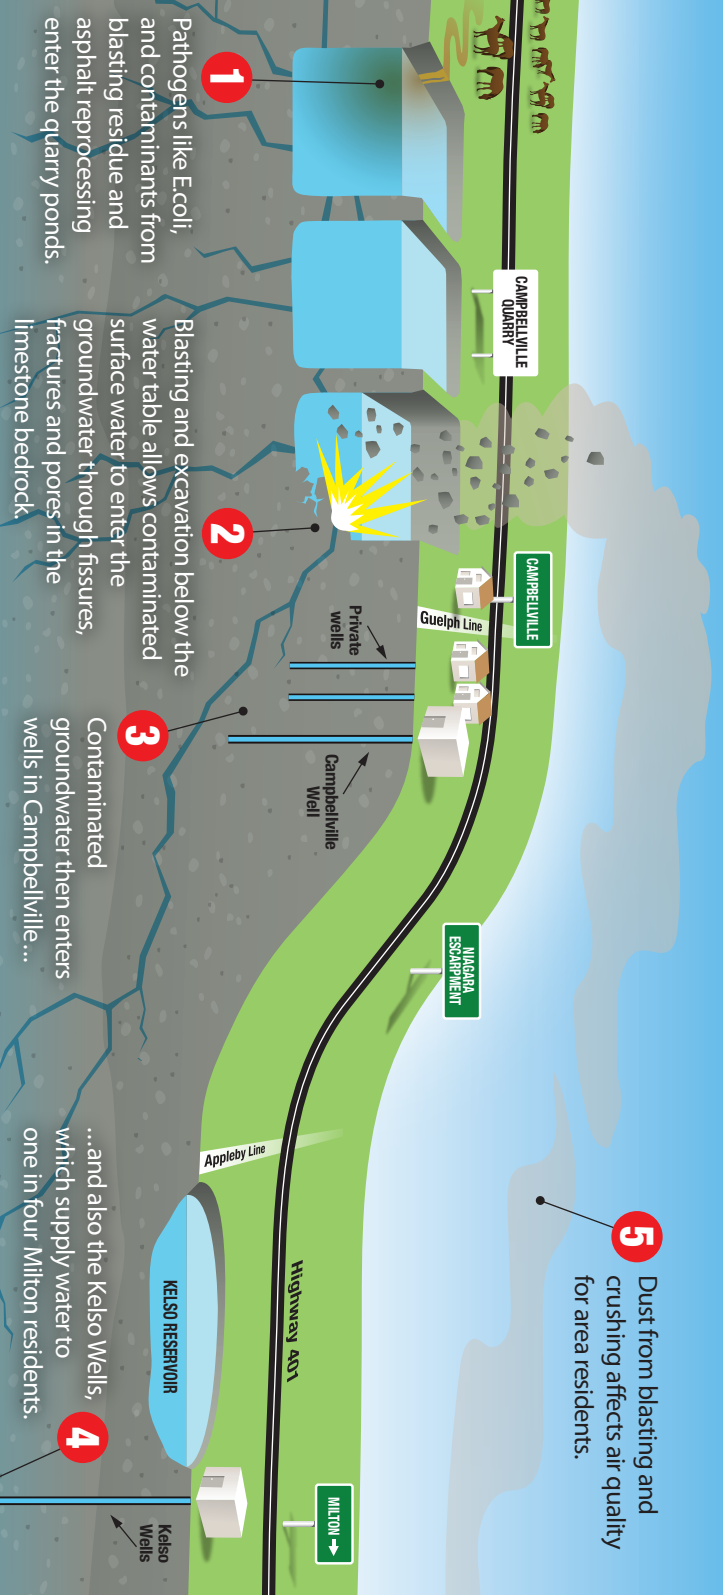 1
Pathogens like E.coli,
and contaminants from
blasting residue and
asphalt reprocessing
enter the quarry ponds.
CAMPBELLVILLE
QUARRY
2
Blasting and excavation below the
water table allows contaminated
surface water to enter the
groundwater through fissures,
fractures and pores in the
limestone bedrock.
CAMPBELLVILLE
Guelph Line
Private
wells
Campbellville
Well
3
Contaminated
groundwater then enters
wells in Campbellville...
NIAGARA
ESCARPMENT
Appleby Line
5
Dust from blasting and
crushing affects air quality
for area residents.
Highway 401
KELSO RESERVOIR
...and also the Kelso Wells,
which supply water to
one in four Milton residents.
4
MILTON →
Kelso
Wells